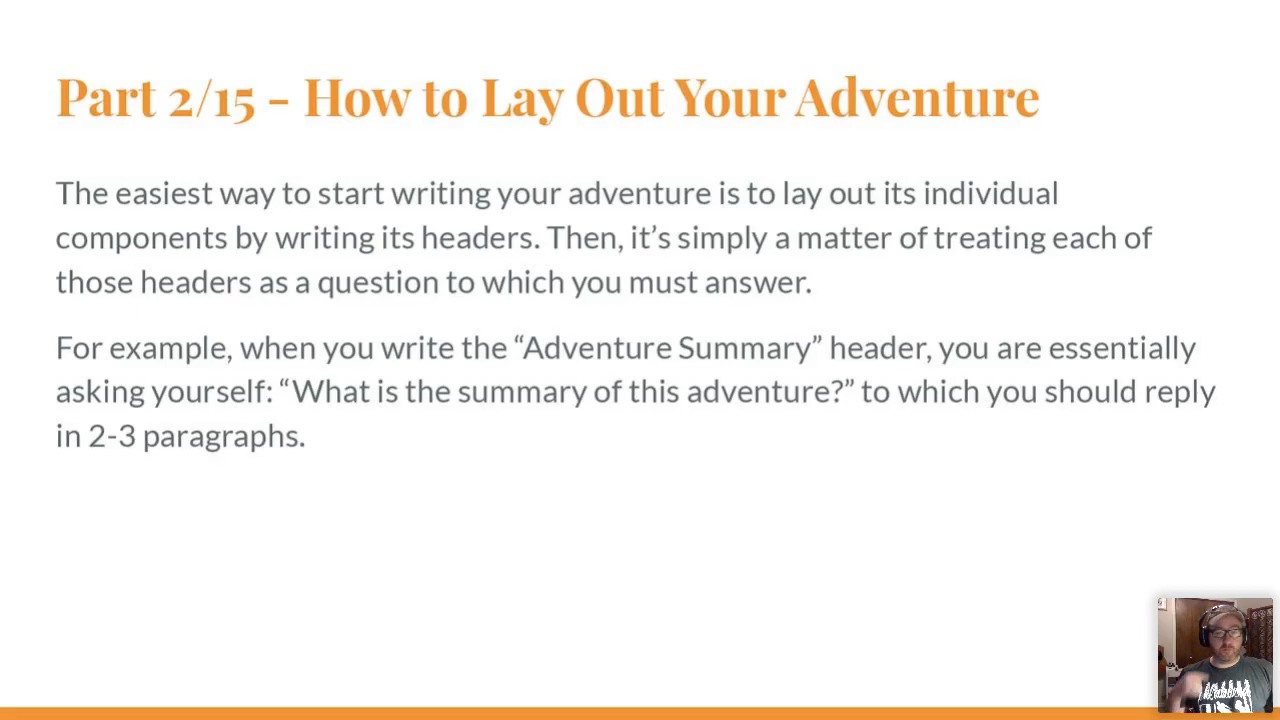 Part 2/15 - How to Lay Out Your Adventure
The easiest way to start writing your adventure is to lay out its individual
components by writing its headers. Then, it’s simply a matter of treating each of
those headers as a question to which you must answer.
For example, when you write the “Adventure Summary” header, you are essentially
asking yourself: “What is the summary of this adventure?” to which you should reply
in 2-3 paragraphs.